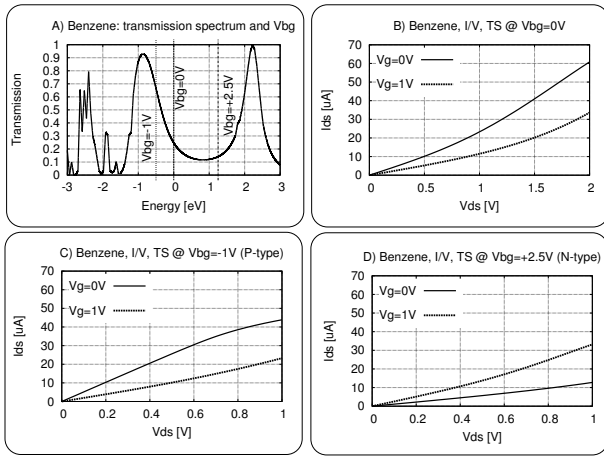 A) Benzene: transmission spectrum and Vbg
Transmission
1
0.9
0.8
0.7
0.6
0.5
0.4
0.3
0.2
0.1
0
Vbg=-1V
Vbg=0V
Vbg=+2.5V
-3 -2 -1 0 1 2 3
Energy [eV]
B) Benzene, I/V, TS @ Vbg=0V
Ids [uA]
70
60
50
40
30
20
10
0
Vg=0V
Vg=1V
0 0.5 1 1.5 2
Vds [V]
C) Benzene, I/V, TS @ Vbg=-1V (P-type)
Ids [uA]
70
60
50
40
30
20
10
0
Vg=0V
Vg=1V
0 0.2 0.4 0.6 0.8 1
Vds [V]
D) Benzene, I/V, TS @ Vbg=+2.5V (N-type)
Ids [uA]
70
60
50
40
30
20
10
0
Vg=0V
Vg=1V
0 0.2 0.4 0.6 0.8 1
Vds [V]